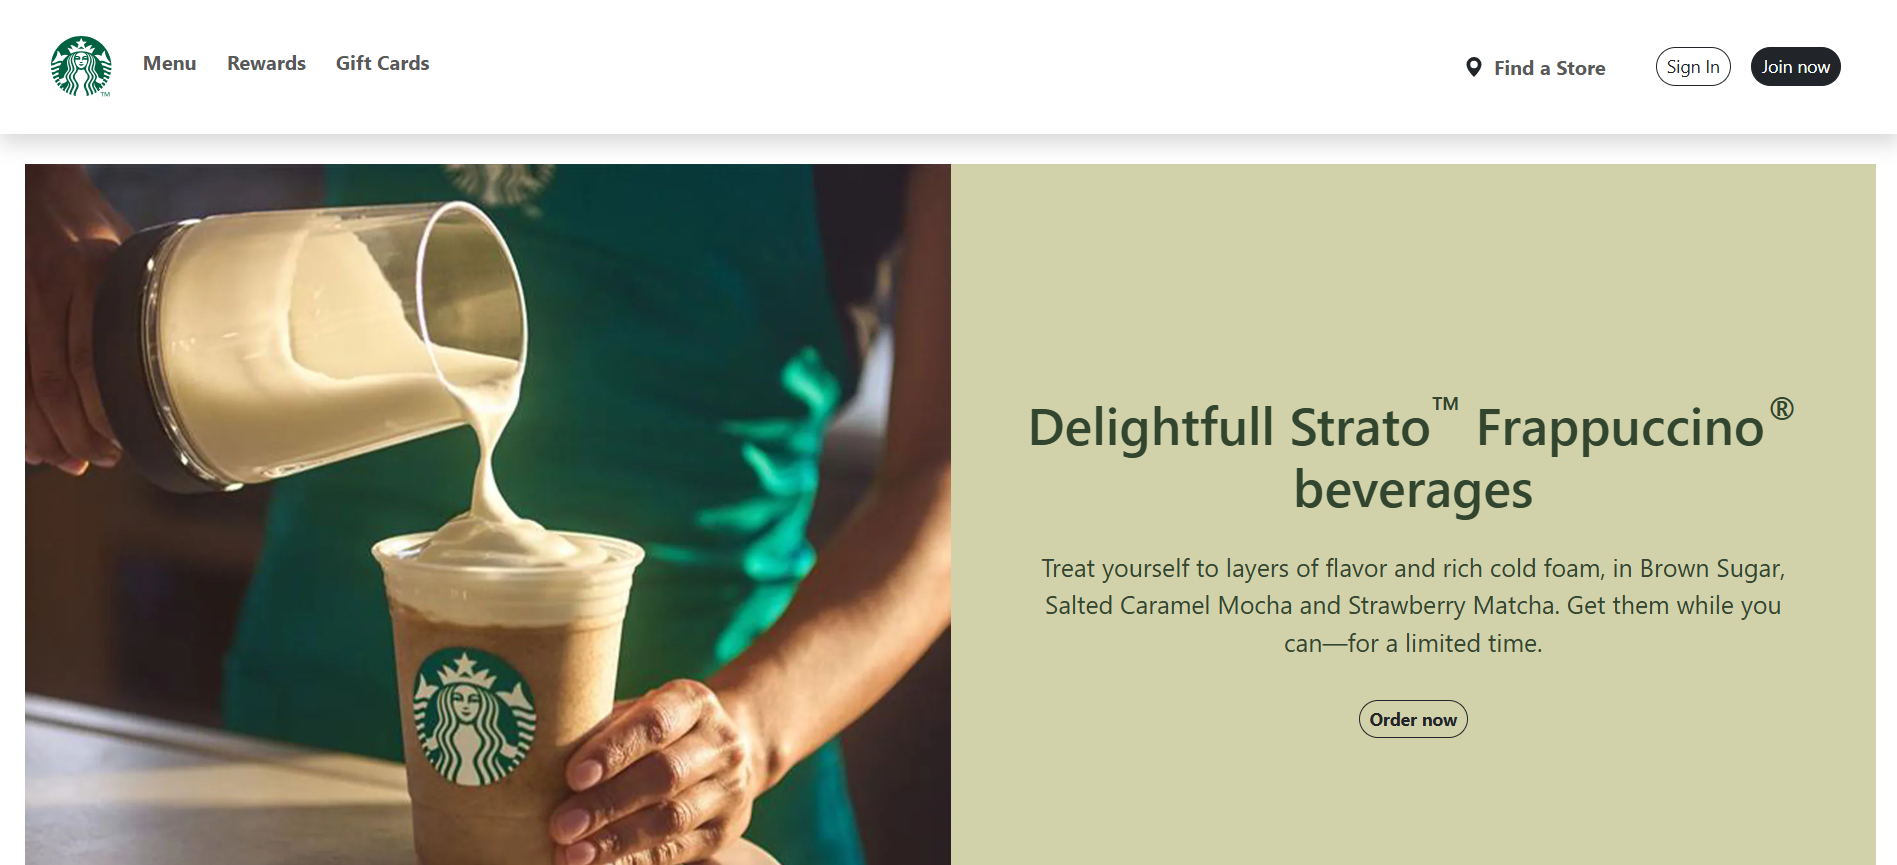 Menu Rewards Gift Cards Find a Store Sign In Join now
Delightfull Strato™ Frappuccino®
beverages
Treat yourself to layers of flavor and rich cold foam, in Brown Sugar,
Salted Caramel Mocha and Strawberry Matcha. Get them while you
can—for a limited time.
Order now